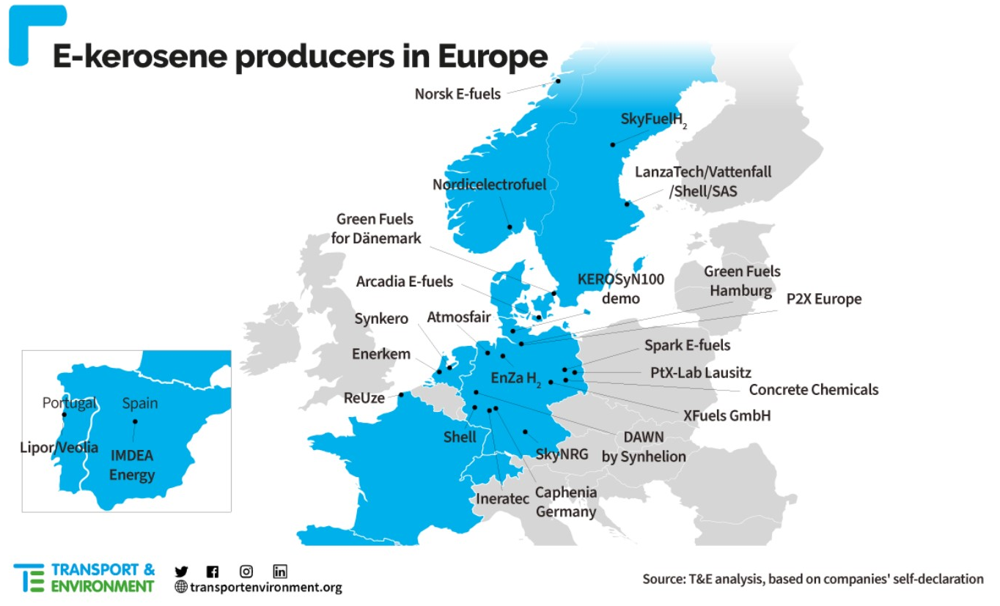 E-kerosene producers in Europe
Norsk E-fuels
SkyFuelH₂
LanzaTech/Vattenfall
/Shell/SAS
Nordicelectrofuel
Green Fuels
for Dänemark
Arcadia E-fuels
KEROSyN100
demo
Green Fuels
Hamburg
P2X Europe
Synkero
Atmosfair
Enerkem
Spark E-fuels
EnZa H₂
PtX-Lab Lausitz
Concrete Chemicals
ReUze
XFuels GmbH
Shell
DAWN
by Synhelion
SkyNRG
Ineratec
Caphenia
Germany
Portugal
Spain
Lipor/Veolia
IMDEA
Energy
TRANSPORT &
ENVIRONMENT
transportenvironment.org
Source: T&E analysis, based on companies' self-declaration